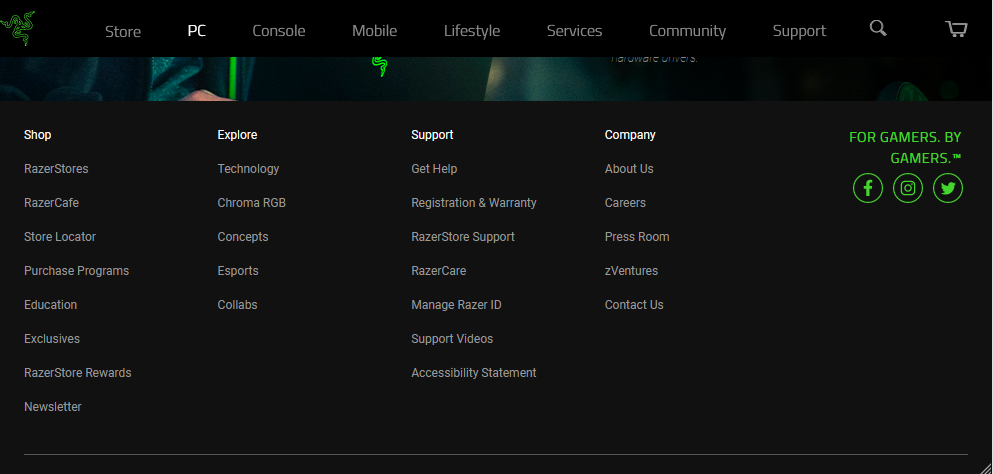 Store PC Console Mobile Lifestyle Services Community Support
hardware drivers.
Shop
RazerStores
RazerCafe
Store Locator
Purchase Programs
Education
Exclusives
RazerStore Rewards
Newsletter
Explore
Technology
Chroma RGB
Concepts
Esports
Collabs
Support
Get Help
Registration & Warranty
RazerStore Support
RazerCare
Manage Razer ID
Support Videos
Accessibility Statement
Company
About Us
Careers
Press Room
zVentures
Contact Us
FOR GAMERS. BY
GAMERS.™